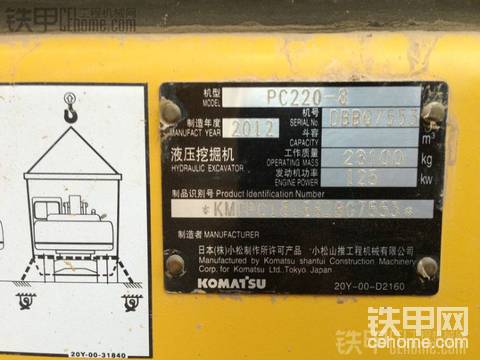 铁甲 工程机械网
Cehome.com
机型 MODEL PC220-8
制造年度 MANUFACT YEAR 2012
机号 SERIAL No.
斗容 CAPACITY m³
液压挖掘机
HYDRAULIC EXCAVATOR
工作质量 OPERATING MASS kg
发动机功率 ENGINE POWER 125 kw
制品识别号 Product Identification Number
制造者 MANUFACTURER
日本(株)小松制作所许可产品 小松山推工程机械有限公司
Manufactured by Komatsu shantui Construction Machinery
Corp. for Komatsu Ltd.Tokyo Japan
KOMATSU
20Y-00-D2160
20Y-00-31840
铁甲网
cehome.com